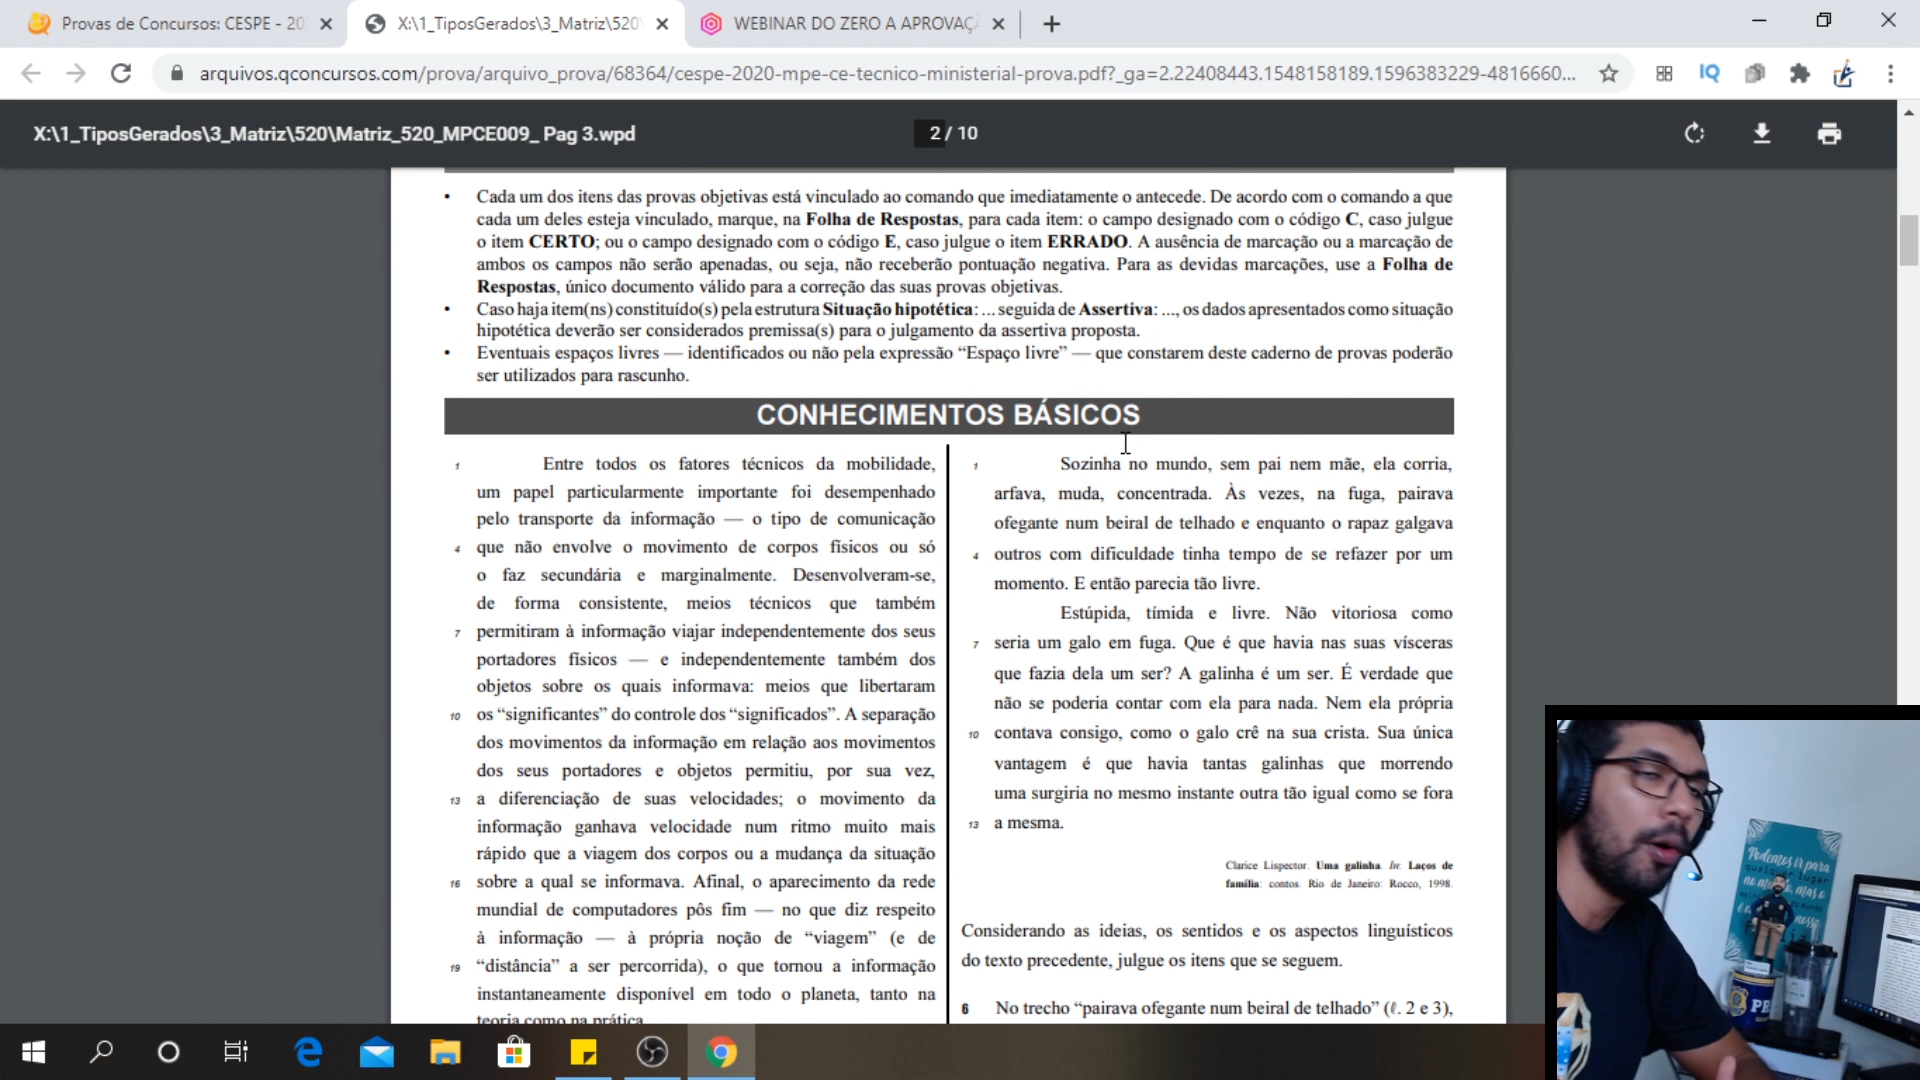 Provas de Concursos: CESPE - 20
X:\1_TiposGerados\3_Matriz\520\
WEBINAR DO ZERO A APROVAÇÃ
arquivos.qconcursos.com/prova/arquivo_prova/68364/cespe-2020-mpe-ce-tecnico-ministerial-prova.pdf?_ga=2.22408443.1548158189.1596383229-4816660...
IQ
X:\1_TiposGerados\3_Matriz\520\Matriz_520_MPCE009_ Pag 3.wpd
2 / 10
• Cada um dos itens das provas objetivas está vinculado ao comando que imediatamente o antecede. De acordo com o comando a que
cada um deles esteja vinculado, marque, na Folha de Respostas, para cada item: o campo designado com o código C, caso julgue
o item CERTO; ou o campo designado com o código E, caso julgue o item ERRADO. A ausência de marcação ou a marcação de
ambos os campos não serão apenadas, ou seja, não receberão pontuação negativa. Para as devidas marcações, use a Folha de
Respostas, único documento válido para a correção das suas provas objetivas.
• Caso haja item(ns) constituído(s) pela estrutura Situação hipotética: ... seguida de Assertiva: ..., os dados apresentados como situação
hipotética deverão ser considerados premissa(s) para o julgamento da assertiva proposta.
• Eventuais espaços livres — identificados ou não pela expressão “Espaço livre” — que constarem deste caderno de provas poderão
ser utilizados para rascunho.
CONHECIMENTOS BÁSICOS
1 Entre todos os fatores técnicos da mobilidade,
um papel particularmente importante foi desempenhado
pelo transporte da informação — o tipo de comunicação
4 que não envolve o movimento de corpos físicos ou só
o faz secundária e marginalmente. Desenvolveram-se,
de forma consistente, meios técnicos que também
7 permitiram à informação viajar independentemente dos seus
portadores físicos — e independentemente também dos
objetos sobre os quais informava: meios que libertaram
10 os “significantes” do controle dos “significados”. A separação
dos movimentos da informação em relação aos movimentos
dos seus portadores e objetos permitiu, por sua vez,
13 a diferenciação de suas velocidades; o movimento da
informação ganhava velocidade num ritmo muito mais
rápido que a viagem dos corpos ou a mudança da situação
16 sobre a qual se informava. Afinal, o aparecimento da rede
mundial de computadores pôs fim — no que diz respeito
à informação — à própria noção de “viagem” (e de
19 “distância” a ser percorrida), o que tornou a informação
instantaneamente disponível em todo o planeta, tanto na
teoria como na prática
1 Sozinha no mundo, sem pai nem mãe, ela corria,
arfava, muda, concentrada. Às vezes, na fuga, pairava
ofegante num beiral de telhado e enquanto o rapaz galgava
4 outros com dificuldade tinha tempo de se refazer por um
momento. E então parecia tão livre.
Estúpida, tímida e livre. Não vitoriosa como
7 seria um galo em fuga. Que é que havia nas suas vísceras
que fazia dela um ser? A galinha é um ser. É verdade que
não se poderia contar com ela para nada. Nem ela própria
10 contava consigo, como o galo crê na sua crista. Sua única
vantagem é que havia tantas galinhas que morrendo
uma surgiria no mesmo instante outra tão igual como se fora
13 a mesma.
Clarice Lispector. Uma galinha. In: Laços de
família: contos. Rio de Janeiro: Rocco, 1998.
Considerando as ideias, os sentidos e os aspectos linguísticos
do texto precedente, julgue os itens que se seguem.
6 No trecho “pairava ofegante num beiral de telhado” (ℓ. 2 e 3),
Podemos ir para
qualquer lugar
no mundo, mas o
nosso